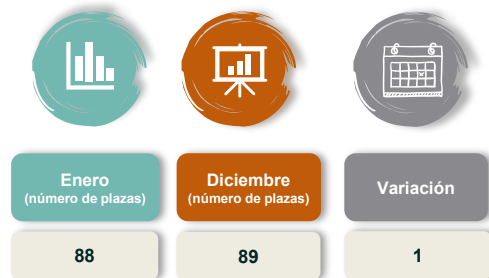 Enero
(número de plazas)
Diciembre
(número de plazas)
Variación
88
89
1